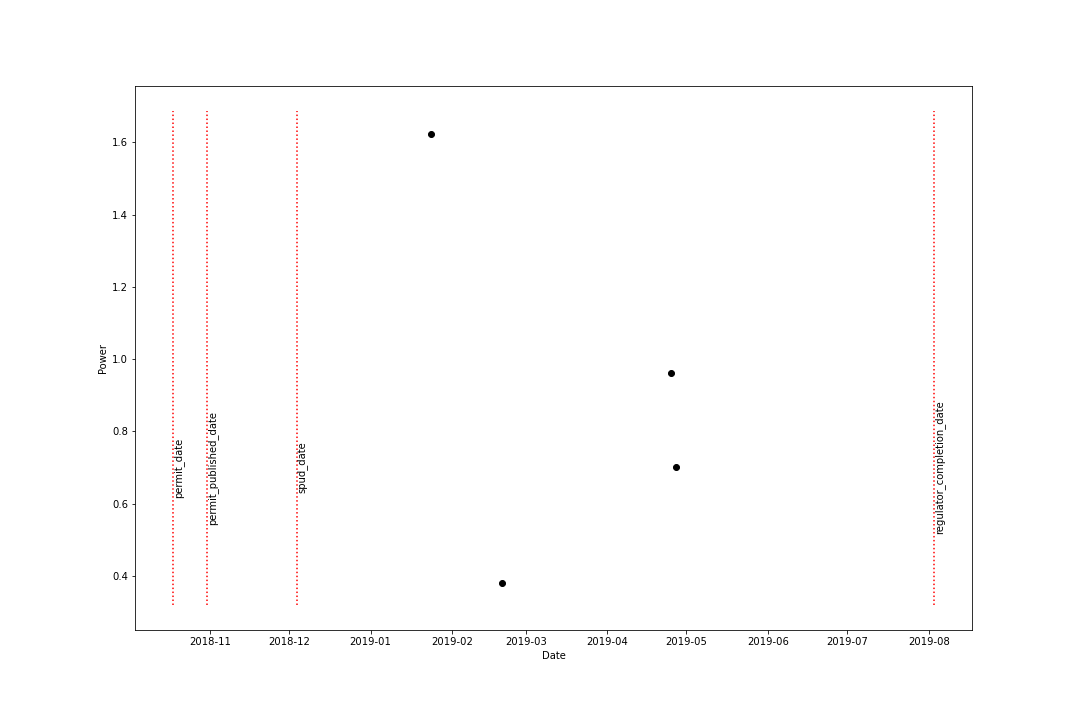 1.6
1.4
1.2
1.0
0.8
0.6
0.4
Power
permit_date
permit_published_date
spud_date
regulator_completion_date
2018-11 2018-12 2019-01 2019-02 2019-03 2019-04 2019-05 2019-06 2019-07 2019-08
Date